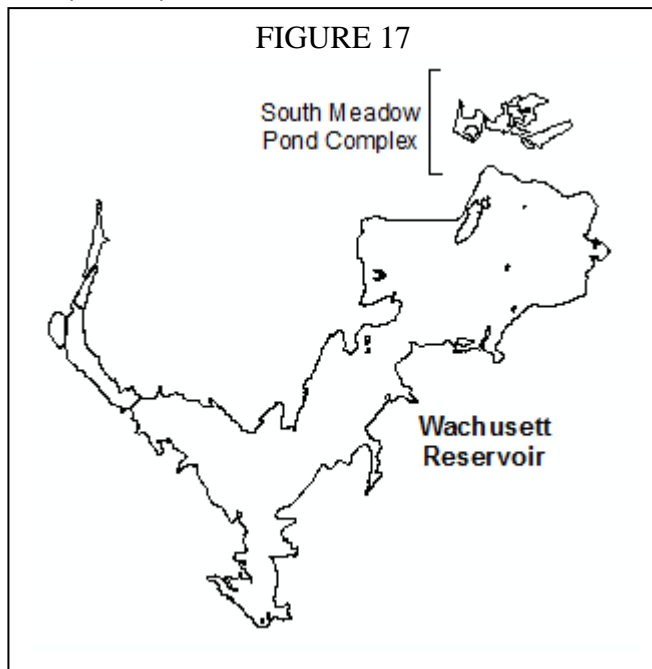 FIGURE 17
South Meadow
Pond Complex
Wachusett
Reservoir